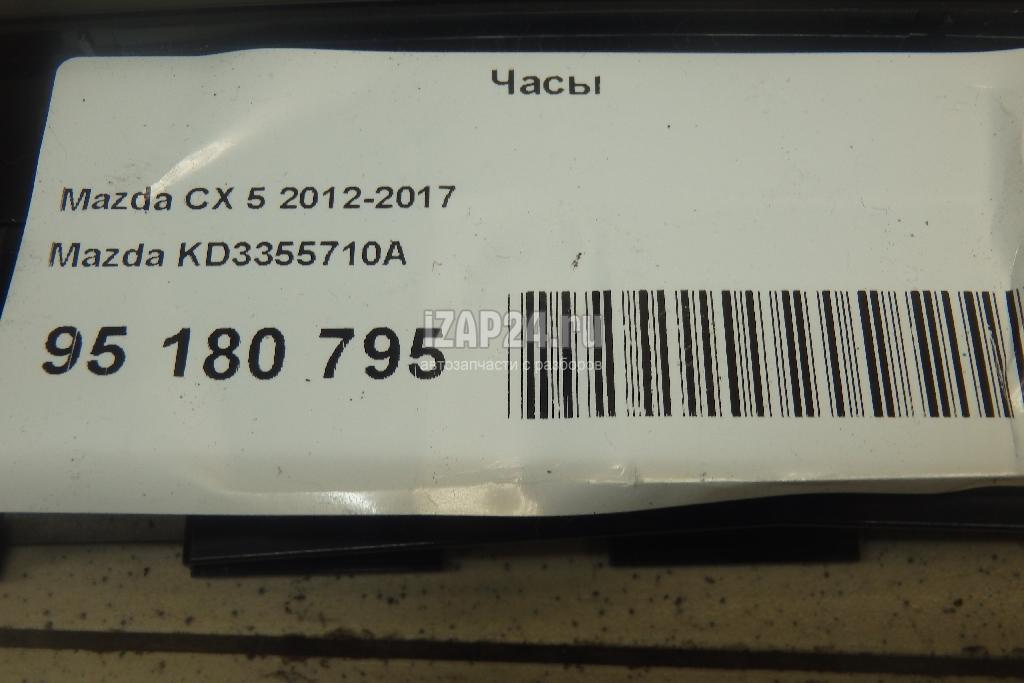 Часы
Mazda CX 5 2012-2017
Mazda KD3355710A
95 180 795
iZAP24.ru
автозапчасти с разборов